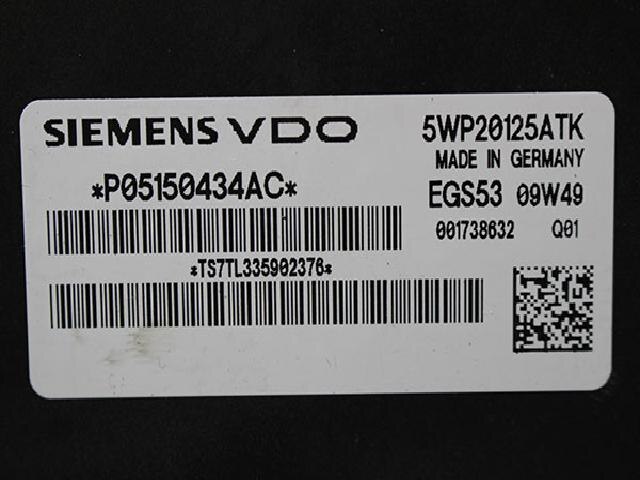 SIEMENS VDO
5WP20125ATK
MADE IN GERMANY
*P05150434AC*
EGS53 09W49
001738632 Q01
*TS7TL335902376*